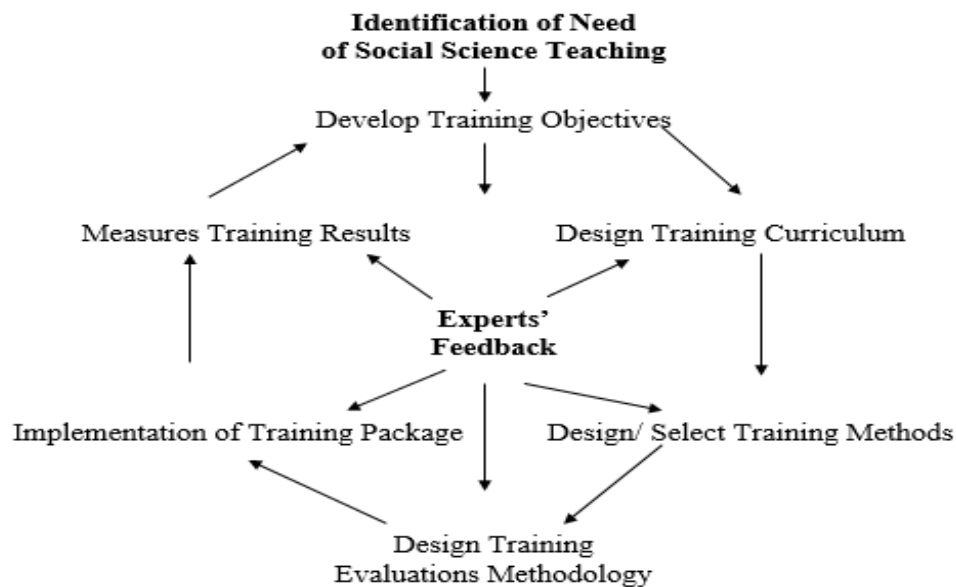 Identification of Need
of Social Science Teaching
Develop Training Objectives
Measures Training Results
Design Training Curriculum
Experts’
Feedback
Implementation of Training Package
Design/ Select Training Methods
Design Training
Evaluations Methodology